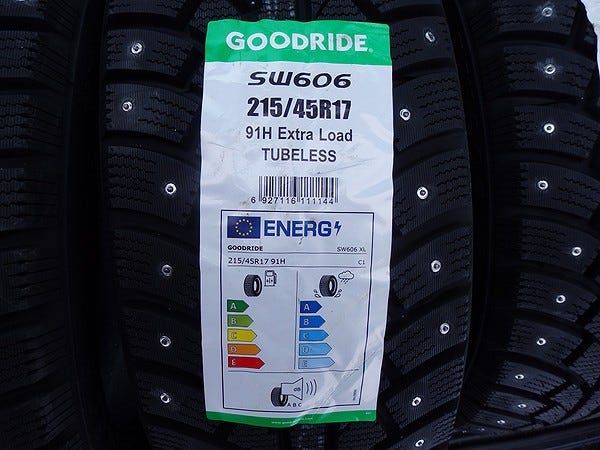 GOODRIDE®
SW606
215/45R17
91H Extra Load
TUBELESS
6 927116 111144
ENERG
GOODRIDE SW606 XL
215/45R17 91H C1
A A
B B
C C
D D
E E
A B C